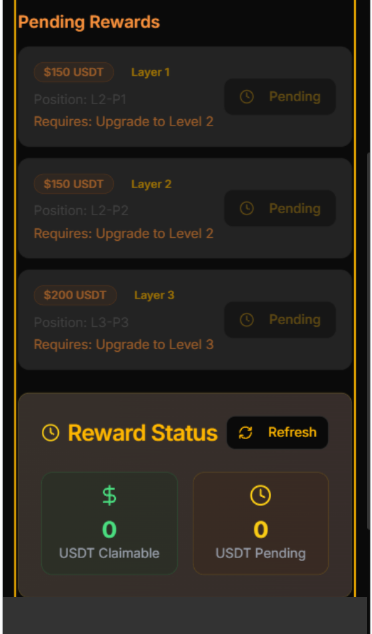 Pending Rewards
$150 USDT Layer 1
Position: L2-P1
Requires: Upgrade to Level 2
Pending
$150 USDT Layer 2
Position: L2-P2
Requires: Upgrade to Level 2
Pending
$200 USDT Layer 3
Position: L3-P3
Requires: Upgrade to Level 3
Pending
Reward Status
Refresh
$
0
USDT Claimable
0
USDT Pending